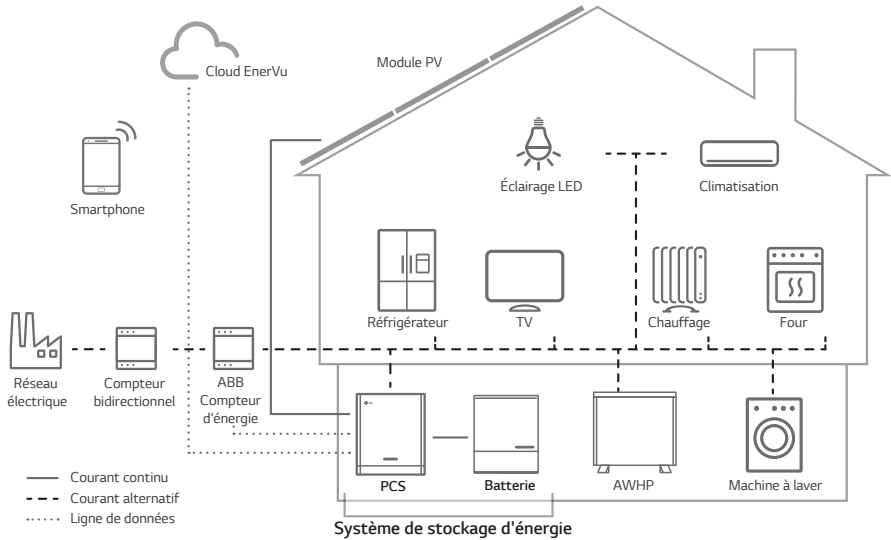 Cloud EnerVu
Module PV
Smartphone
Éclairage LED
Climatisation
Réfrigérateur
TV
Chauffage
Four
Réseau
électrique
Compteur
bidirectionnel
ABB
Compteur
d'énergie
PCS
Batterie
AWHP
Machine à laver
Courant continu
Courant alternatif
Ligne de données
Système de stockage d'énergie